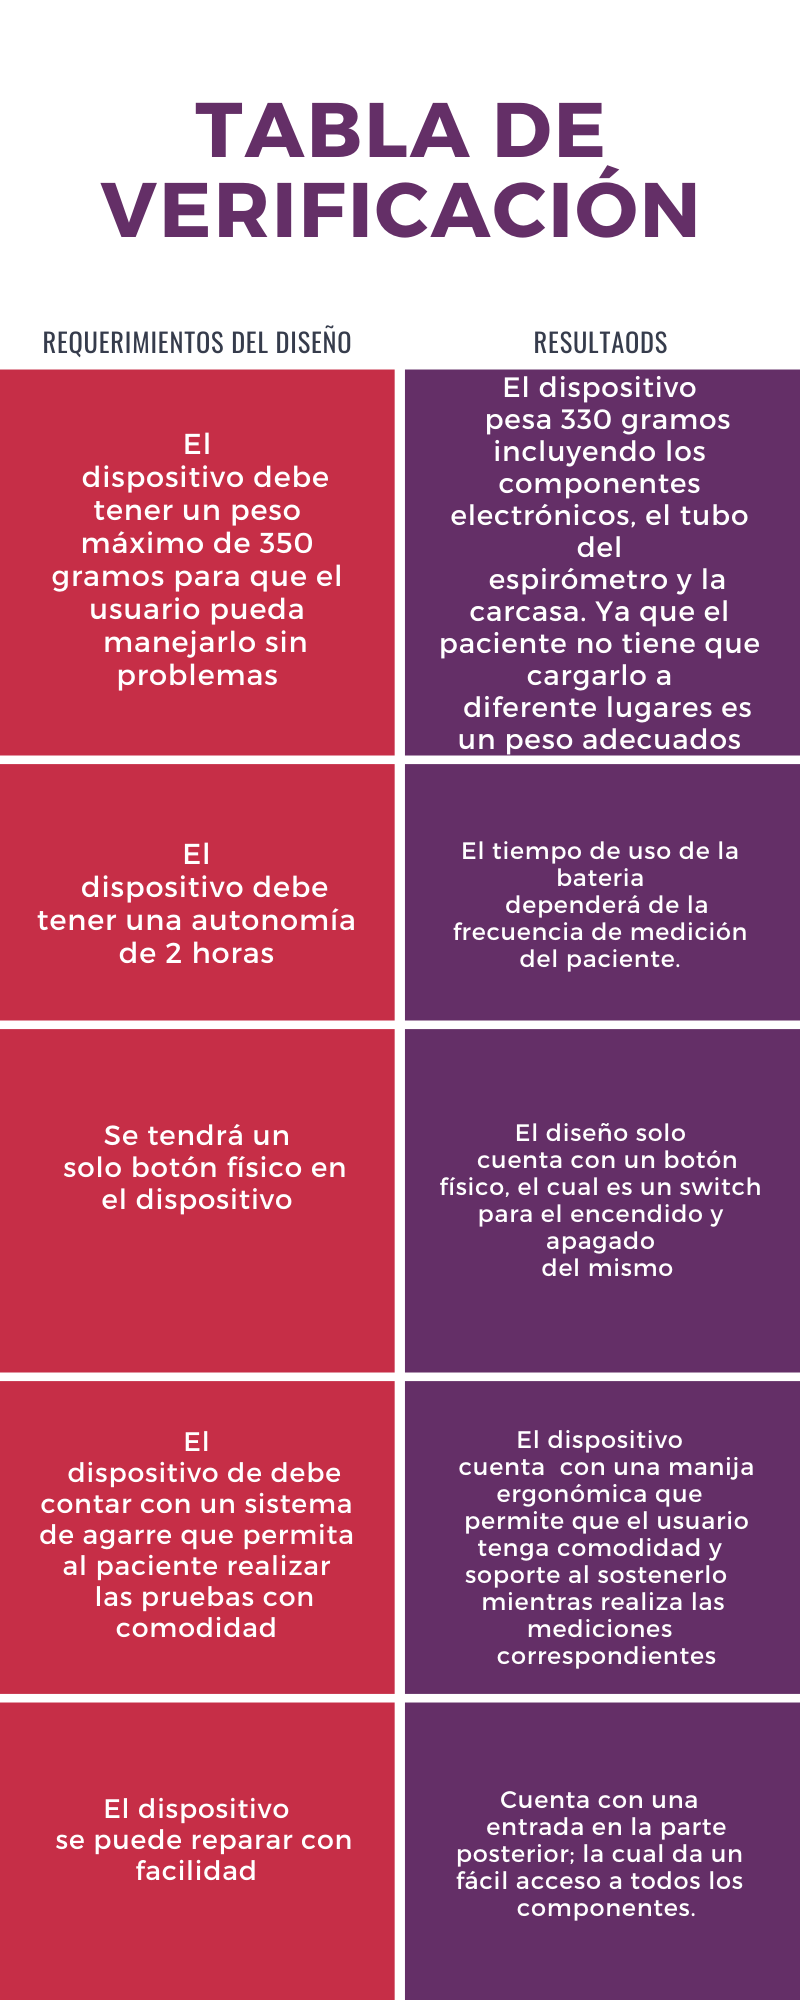 TABLA DE
VERIFICACIÓN
REQUERIMIENTOS DEL DISEÑO
RESULTAODS
El
dispositivo debe
tener un peso
máximo de 350
gramos para que el
usuario pueda
manejarlo sin
problemas
El dispositivo
pesa 330 gramos
incluyendo los
componentes
electrónicos, el tubo
del
espirómetro y la
carcasa. Ya que el
paciente no tiene que
cargarlo a
diferente lugares es
un peso adecuados
El
dispositivo debe
tener una autonomía
de 2 horas
El tiempo de uso de la
bateria
dependerá de la
frecuencia de medición
del paciente.
Se tendrá un
solo botón físico en
el dispositivo
El diseño solo
cuenta con un botón
físico, el cual es un switch
para el encendido y
apagado
del mismo
El
dispositivo de debe
contar con un sistema
de agarre que permita
al paciente realizar
las pruebas con
comodidad
El dispositivo
cuenta  con una manija
ergonómica que
permite que el usuario
tenga comodidad y
soporte al sostenerlo
mientras realiza las
mediciones
correspondientes
El dispositivo
se puede reparar con
facilidad
Cuenta con una
entrada en la parte
posterior; la cual da un
fácil acceso a todos los
componentes.